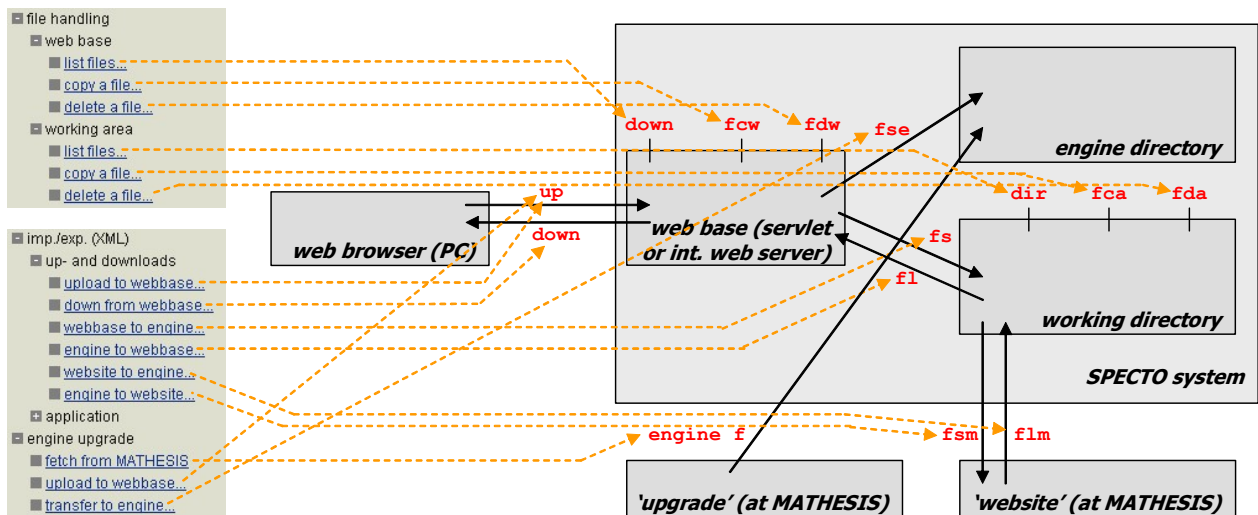 file handling
web base
list files...
copy a file...
delete a file...
working area
list files...
copy a file...
delete a file...
imp./exp. (XML)
up- and downloads
upload to webbase...
down from webbase...
webbase to engine...
engine to webbase...
website to engine...
engine to website...
application
engine upgrade
fetch from MATHESIS
upload to webbase...
transfer to engine...
web browser (PC)
up
down
down
fcw
fdw
fse
web base (servlet
or int. web server)
engine directory
dir
fca
fda
fs
fl
working directory
SPECTO system
engine f
fsm
flm
‘upgrade’ (at MATHESIS)
‘website’ (at MATHESIS)